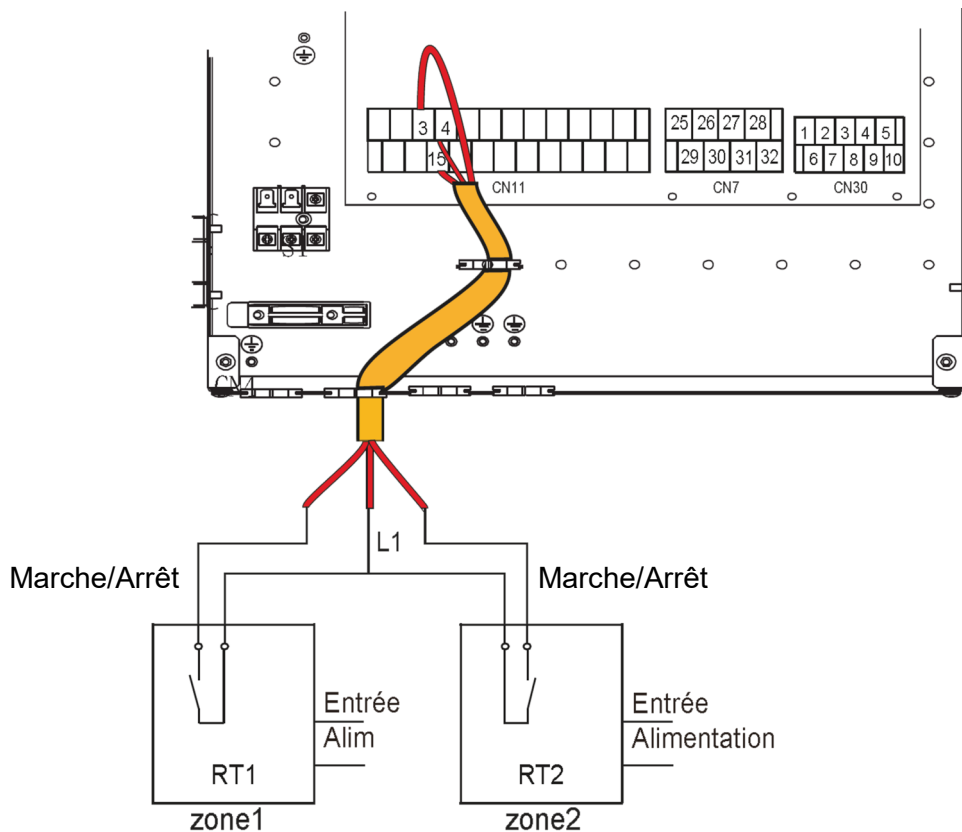 3 4
15
CN11
25 26 27 28
29 30 31 32
CN7
1 2 3 4 5
6 7 8 9 10
CN30
S1
CN4
L1
Marche/Arrêt
Marche/Arrêt
Entrée
Alim
RT1
zone1
Entrée
Alimentation
RT2
zone2